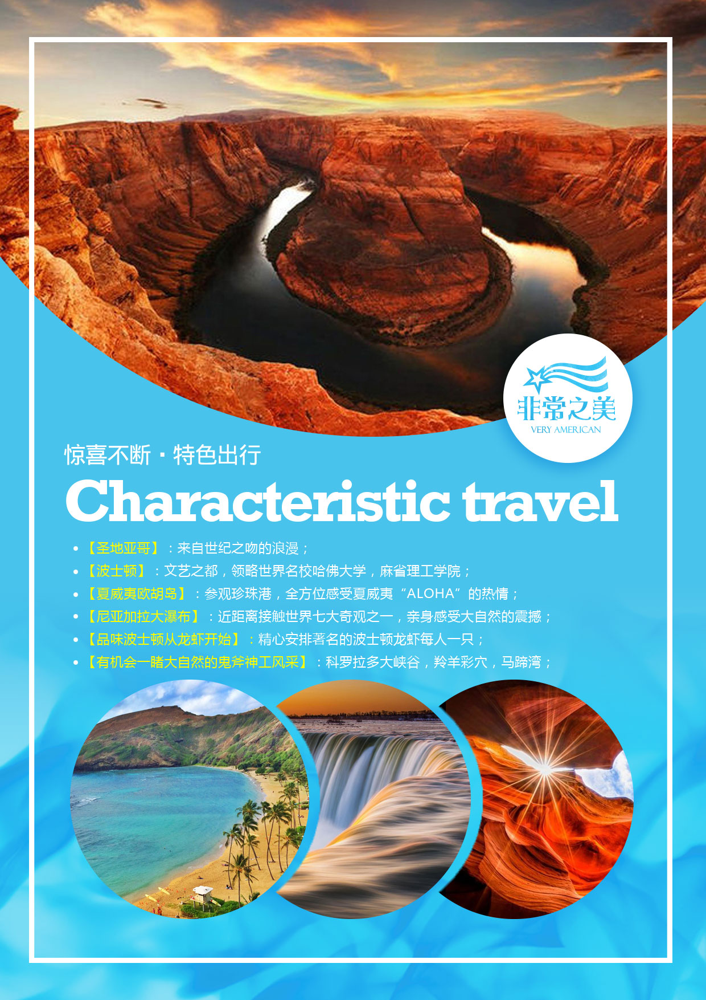 非常之美
VERY AMERICAN
惊喜不断·特色出行
Characteristic travel
•【圣地亚哥】：来自世纪之吻的浪漫；
•【波士顿】：文艺之都，领略世界名校哈佛大学，麻省理工学院；
•【夏威夷欧胡岛】：参观珍珠港，全方位感受夏威夷“ALOHA”的热情；
•【尼亚加拉大瀑布】：近距离接触世界七大奇观之一，亲身感受大自然的震撼；
•【品味波士顿从龙虾开始】：精心安排著名的波士顿龙虾每人一只；
•【有机会一睹大自然的鬼斧神工风采】：科罗拉多大峡谷，羚羊彩穴，马蹄湾；